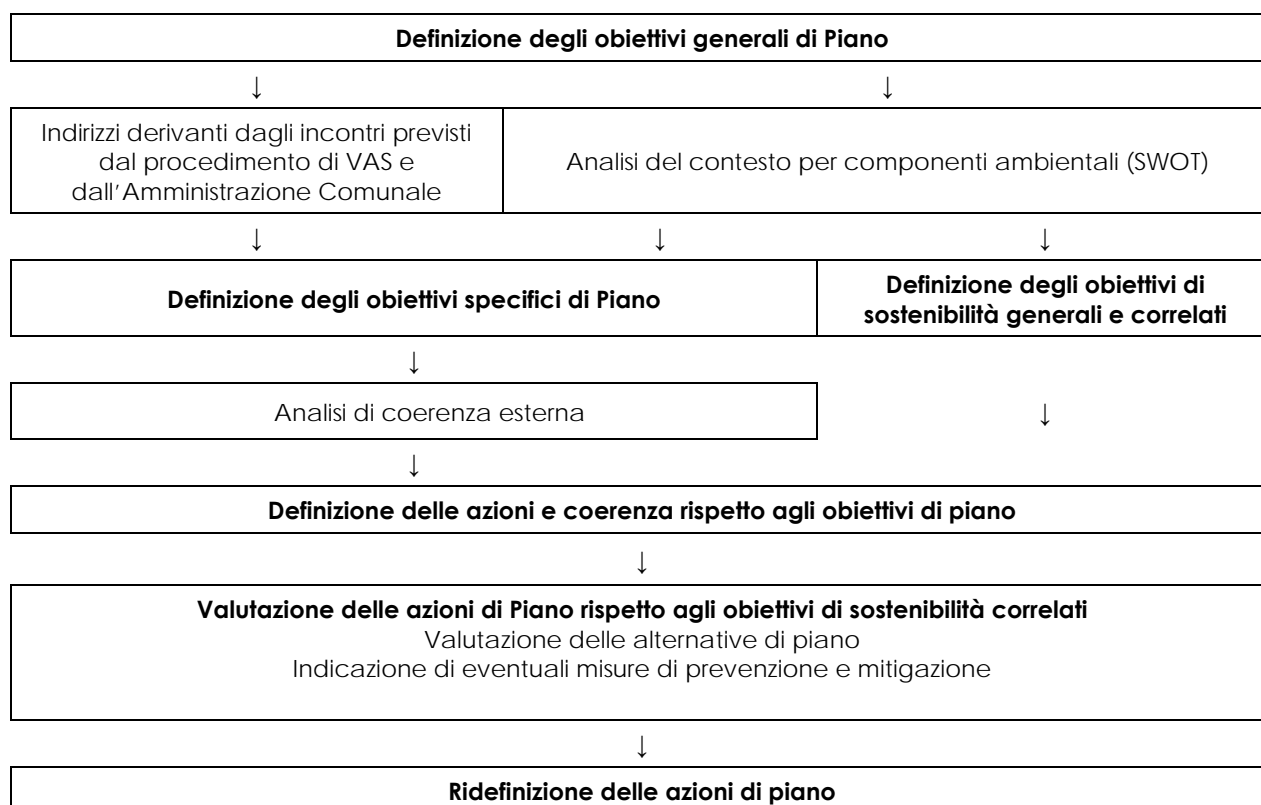 Definizione degli obiettivi generali di Piano
↓ ↓
Indirizzi derivanti dagli incontri previsti
dal procedimento di VAS e
dall'Amministrazione Comunale
Analisi del contesto per componenti ambientali (SWOT)
↓ ↓ ↓
Definizione degli obiettivi specifici di Piano
Definizione degli obiettivi di
sostenibilità generali e correlati
↓
Analisi di coerenza esterna
↓
↓
Definizione delle azioni e coerenza rispetto agli obiettivi di piano
↓
Valutazione delle azioni di Piano rispetto agli obiettivi di sostenibilità correlati
Valutazione delle alternative di piano
Indicazione di eventuali misure di prevenzione e mitigazione
↓
Ridefinizione delle azioni di piano